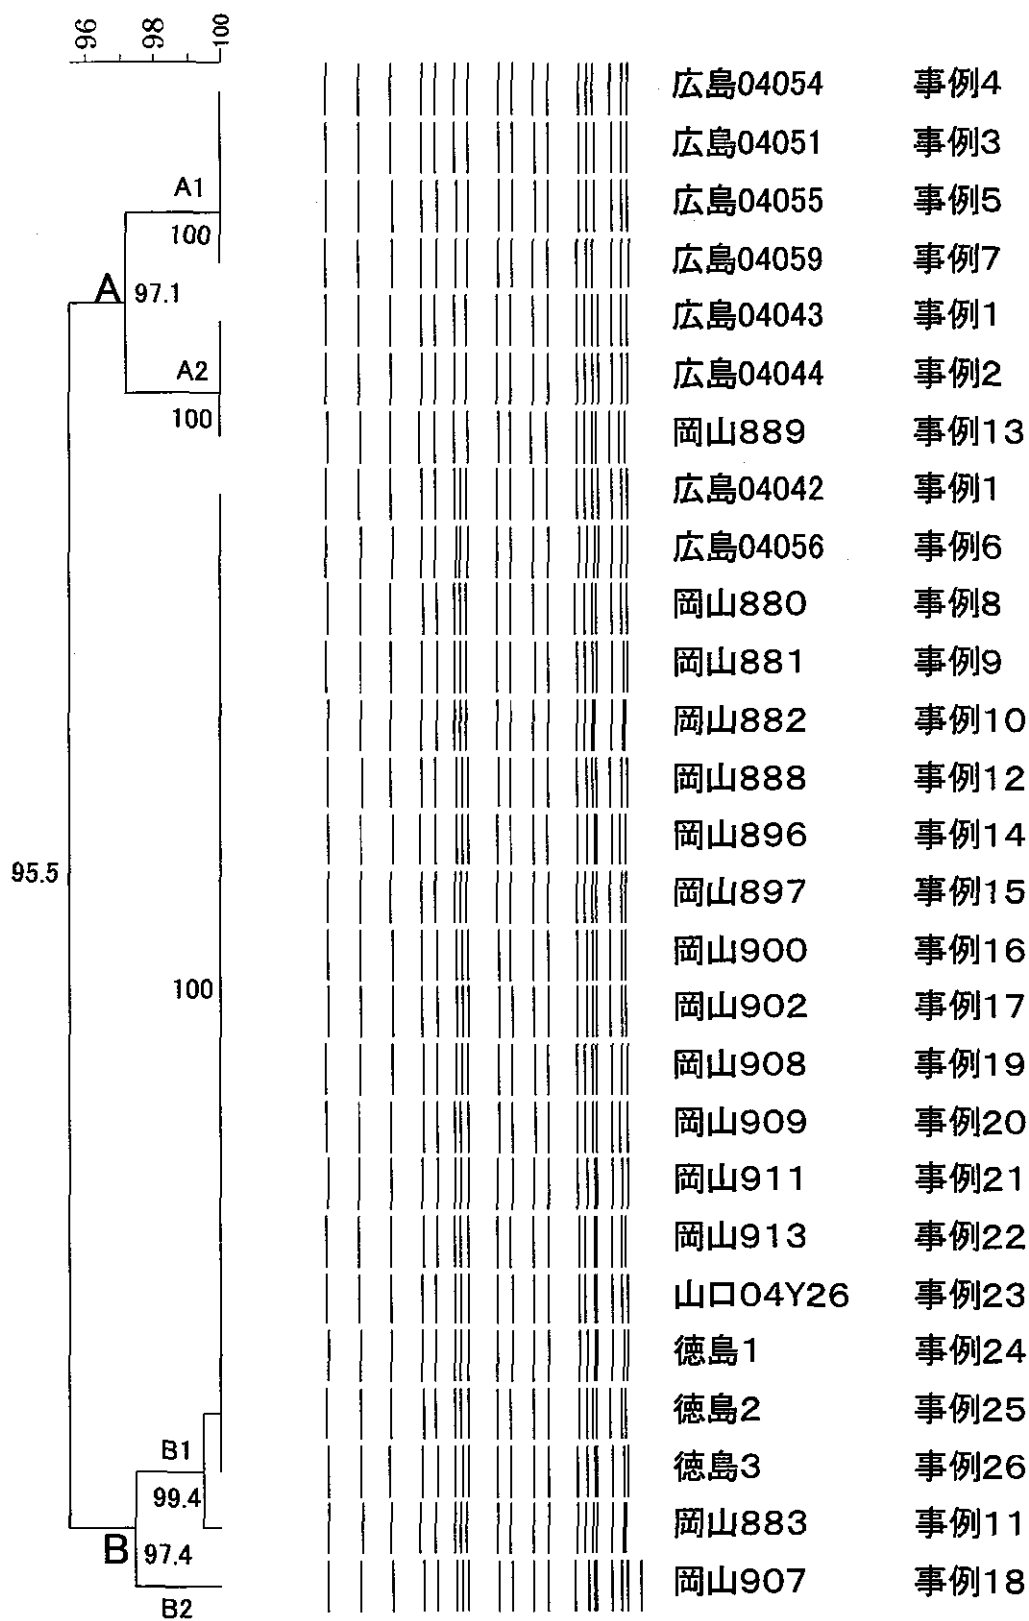 96 98 100
広島04054 事例4
広島04051 事例3
A1
広島04055 事例5
100
広島04059 事例7
A 97.1
広島04043 事例1
A2
広島04044 事例2
100
岡山889 事例13
広島04042 事例1
広島04056 事例6
岡山880 事例8
岡山881 事例9
岡山882 事例10
岡山888 事例12
岡山896 事例14
95.5
岡山897 事例15
岡山900 事例16
100
岡山902 事例17
岡山908 事例19
岡山909 事例20
岡山911 事例21
岡山913 事例22
山口04Y26 事例23
徳島1 事例24
徳島2 事例25
B1
徳島3 事例26
99.4
岡山883 事例11
B 97.4
岡山907 事例18
B2